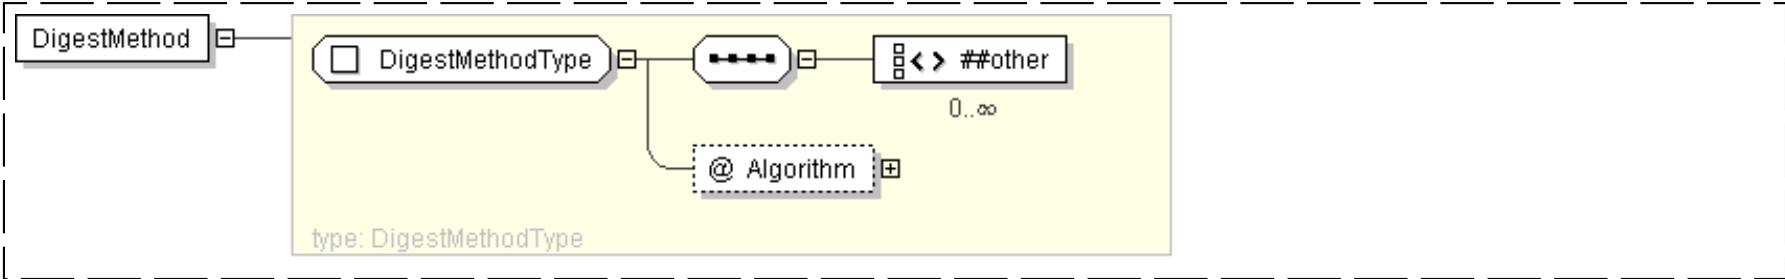 DigestMethod
DigestMethodType
##other
0..∞
@ Algorithm
type: DigestMethodType